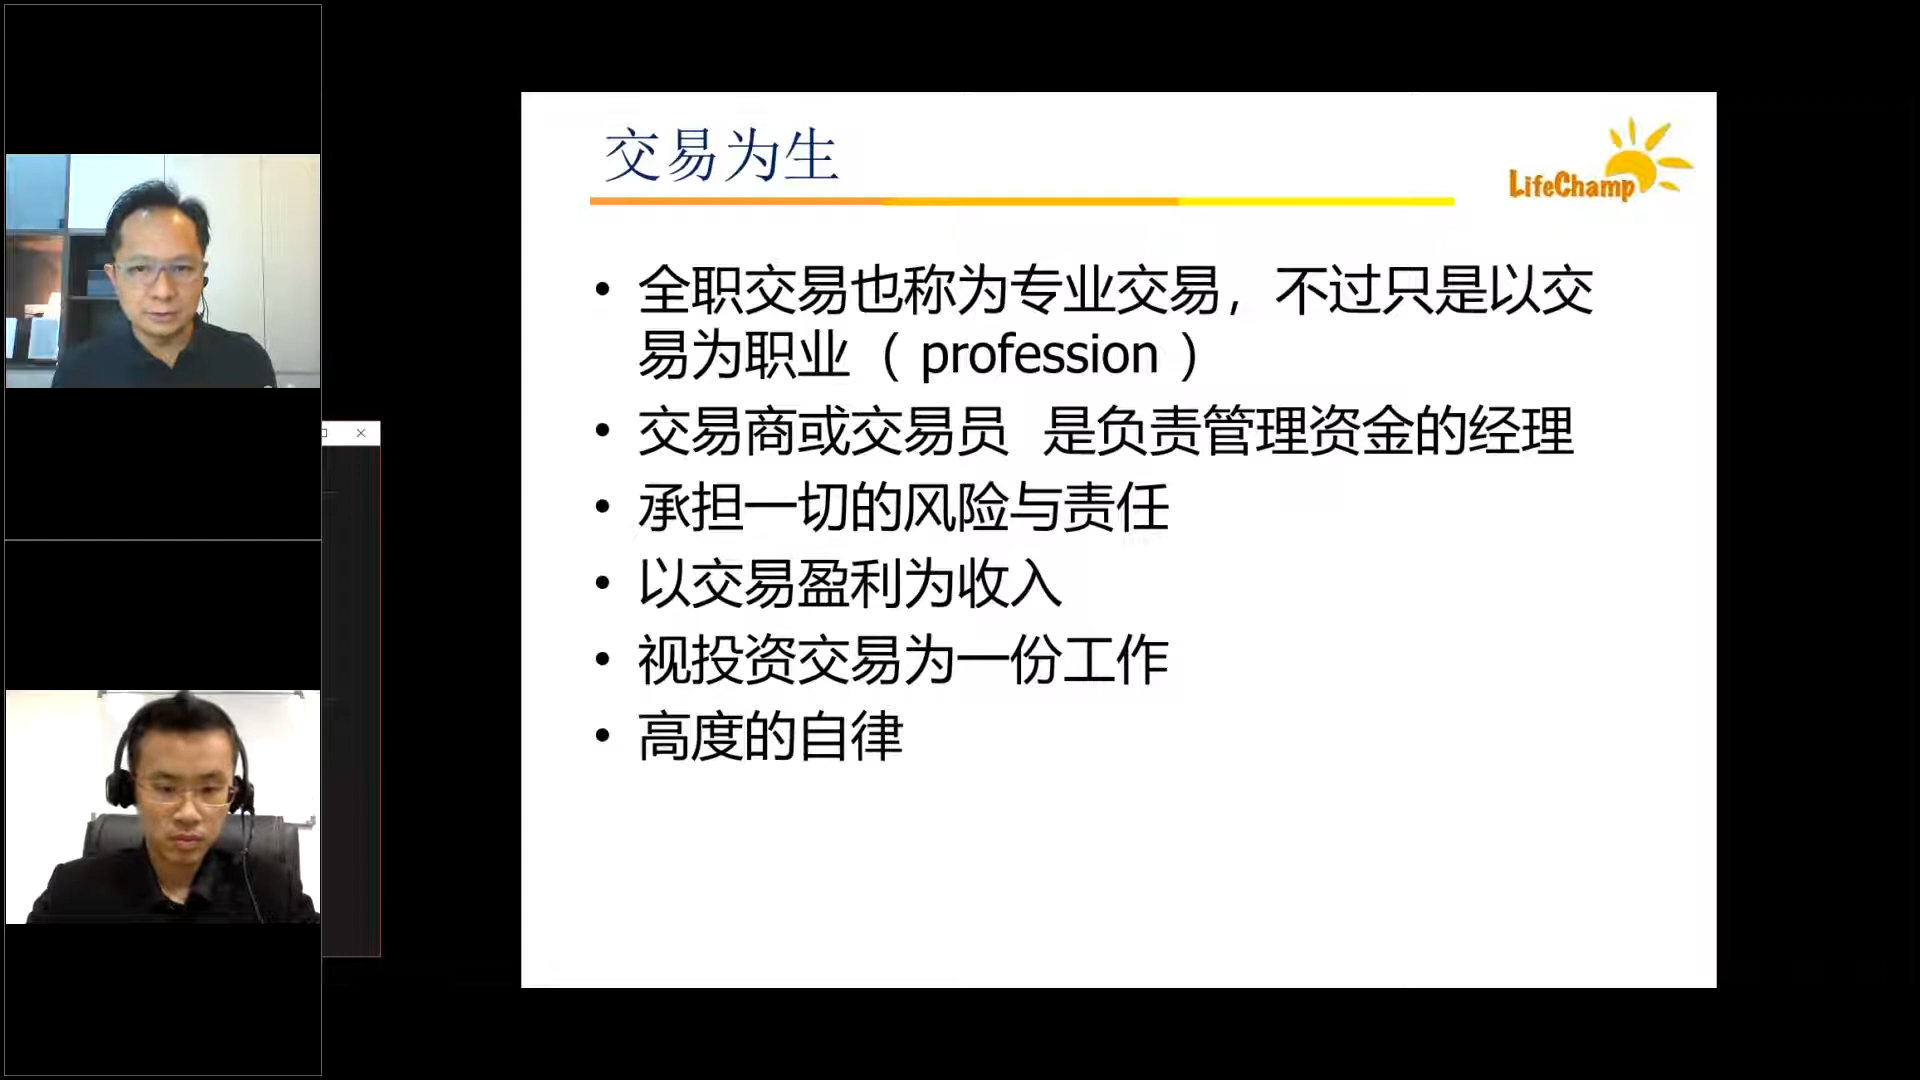 交易为生
LifeChamp
• 全职交易也称为专业交易，不过只是以交
易为职业 （ profession ）
• 交易商或交易员 是负责管理资金的经理
• 承担一切的风险与责任
• 以交易盈利为收入
• 视投资交易为一份工作
• 高度的自律